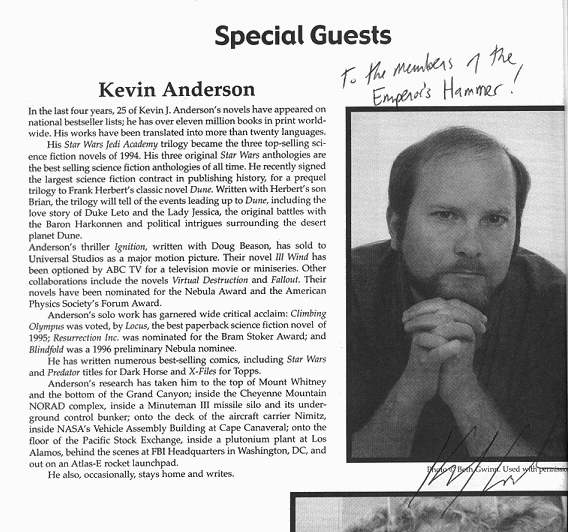 Special Guests
To the members of the
Emperor's Hammer!
Kevin Anderson
In the last four years, 25 of Kevin J. Anderson's novels have appeared on
national bestseller lists; he has over eleven million books in print world-
wide. His works have been translated into more than twenty languages.
His Star Wars Jedi Academy trilogy became the three top-selling sci-
ence fiction novels of 1994. His three original Star Wars anthologies are
the best selling science fiction anthologies of all time. He recently signed
the largest science fiction contract in publishing history, for a prequel
trilogy to Frank Herbert's classic novel Dune. Written with Herbert's son
Brian, the trilogy will tell of the events leading up to Dune, including the
love story of Duke Leto and the Lady Jessica, the original battles with
the Baron Harkonnen and political intrigues surrounding the desert
planet Dune.
Anderson's thriller Ignition, written with Doug Beason, has sold to
Universal Studios as a major motion picture. Their novel Ill Wind has
been optioned by ABC TV for a television movie or miniseries. Other
collaborations include the novels Virtual Destruction and Fallout. Their
novels have been nominated for the Nebula Award and the American
Physics Society's Forum Award.
Anderson's solo work has garnered wide critical acclaim: Climbing
Olympus was voted, by Locus, the best paperback science fiction novel of
1995; Resurrection Inc. was nominated for the Bram Stoker Award; and
Blindfold was a 1996 preliminary Nebula nominee.
He has written numerous best-selling comics, including Star Wars
and Predator titles for Dark Horse and X-Files for Topps.
Anderson's research has taken him to the top of Mount Whitney
and the bottom of the Grand Canyon; inside the Cheyenne Mountain
NORAD complex, inside a Minuteman III missile silo and its under-
ground control bunker; onto the deck of the aircraft carrier Nimitz,
inside NASA's Vehicle Assembly Building at Cape Canaveral; onto the
floor of the Pacific Stock Exchange, inside a plutonium plant at Los
Alamos, behind the scenes at FBI Headquarters in Washington, DC, and
out on an Atlas-E rocket launchpad.
He also, occasionally, stays home and writes.
Photo © Beth Gwinn. Used with permissio